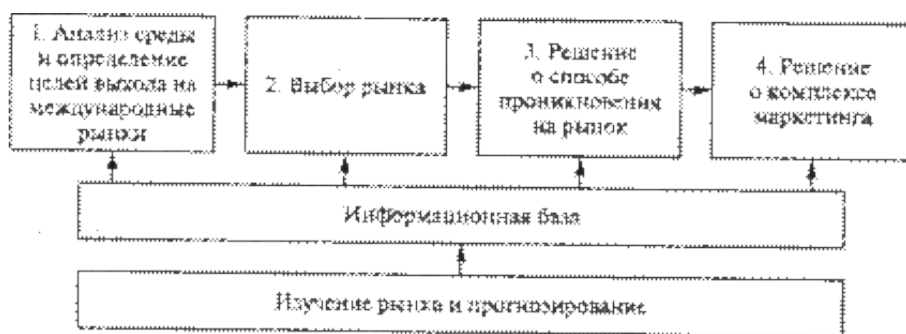 1. Анализ среды
и определение
целей выхода на
международные
рынки
2. Выбор рынка
3. Решение
о способе
проникновения
на рынок
4. Решение
о комплексе
маркетинга
Информационная база
Изучение рынка и прогнозирование